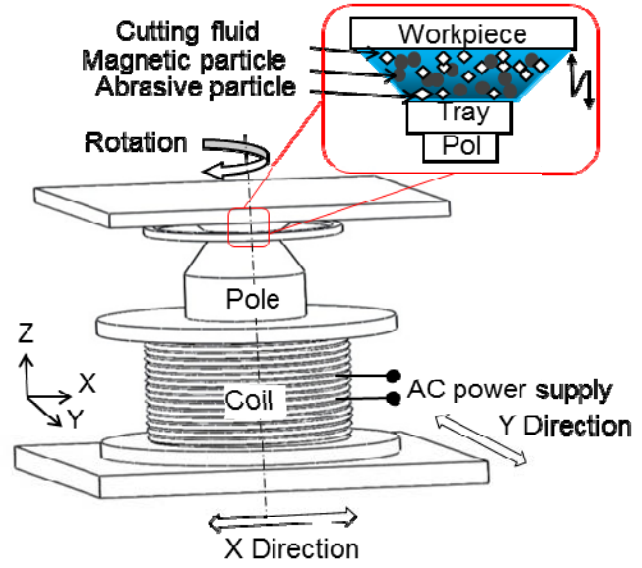 Cutting fluid
Magnetic particle
Abrasive particle
Workpiece
Tray
Pol
Rotation
Pole
Z
X
Y
Coil
AC power supply
Y Direction
X Direction